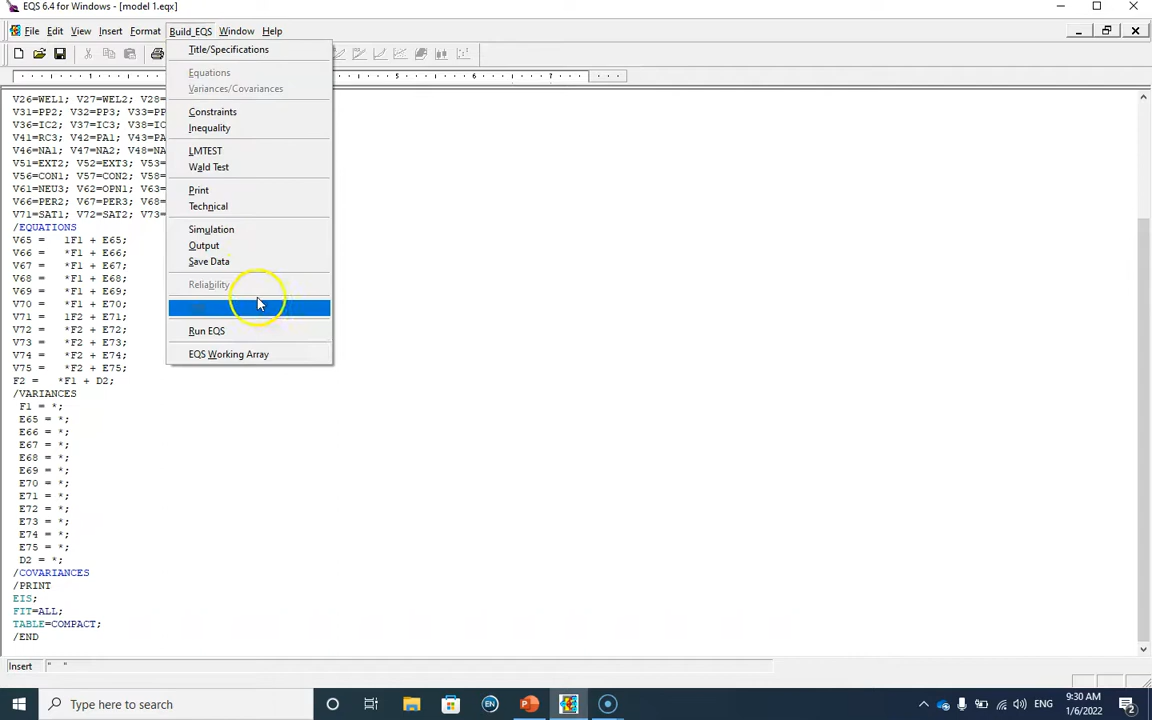 EQS 6.4 for Windows - [model 1.eqx]
File Edit View Insert Format Build_EQS Window Help
1 5 6 7
Title/Specifications
Equations
Variances/Covariances
Constraints
Inequality
LMTEST
Wald Test
Print
Technical
Simulation
Output
Save Data
Reliability
Run EQS
EQS Working Array
V26=WEL1; V27=WEL2; V28=
V31=PP2; V32=PP3; V33=PP
V36=IC2; V37=IC3; V38=IC
V41=RC3; V42=PA1; V43=PA
V46=NA1; V47=NA2; V48=NA
V51=EXT2; V52=EXT3; V53=
V56=CON1; V57=CON2; V58=
V61=NEU3; V62=OPN1; V63=
V66=PER2; V67=PER3; V68=
V71=SAT1; V72=SAT2; V73=
/EQUATIONS
V65 = 1F1 + E65;
V66 = *F1 + E66;
V67 = *F1 + E67;
V68 = *F1 + E68;
V69 = *F1 + E69;
V70 = *F1 + E70;
V71 = 1F2 + E71;
V72 = *F2 + E72;
V73 = *F2 + E73;
V74 = *F2 + E74;
V75 = *F2 + E75;
F2 = *F1 + D2;
/VARIANCES
F1 = *;
E65 = *;
E66 = *;
E67 = *;
E68 = *;
E69 = *;
E70 = *;
E71 = *;
E72 = *;
E73 = *;
E74 = *;
E75 = *;
D2 = *;
/COVARIANCES
/PRINT
EIS;
FIT=ALL;
TABLE=COMPACT;
/END
Insert " "
Type here to search
ENG
9:30 AM
1/6/2022
2